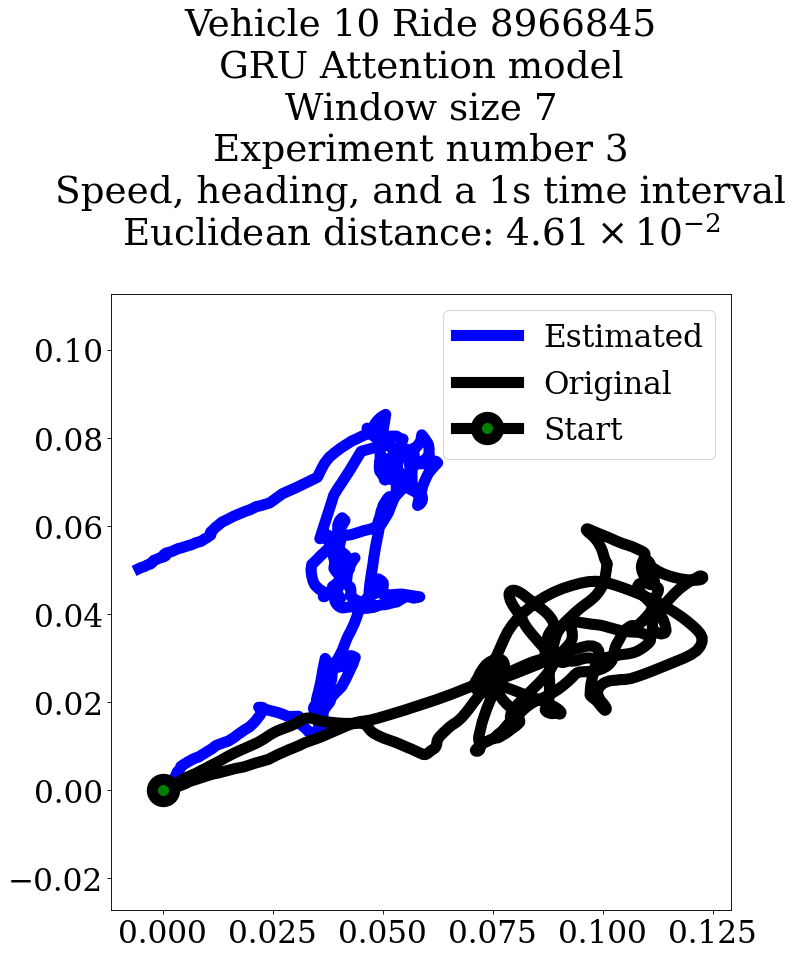 Vehicle 10 Ride 8966845
GRU Attention model
Window size 7
Experiment number 3
Speed, heading, and a 1s time interval
Euclidean distance: 4.61 × 10⁻²
Estimated
Original
Start
0.10
0.08
0.06
0.04
0.02
0.00
−0.02
0.000 0.025 0.050 0.075 0.100 0.125